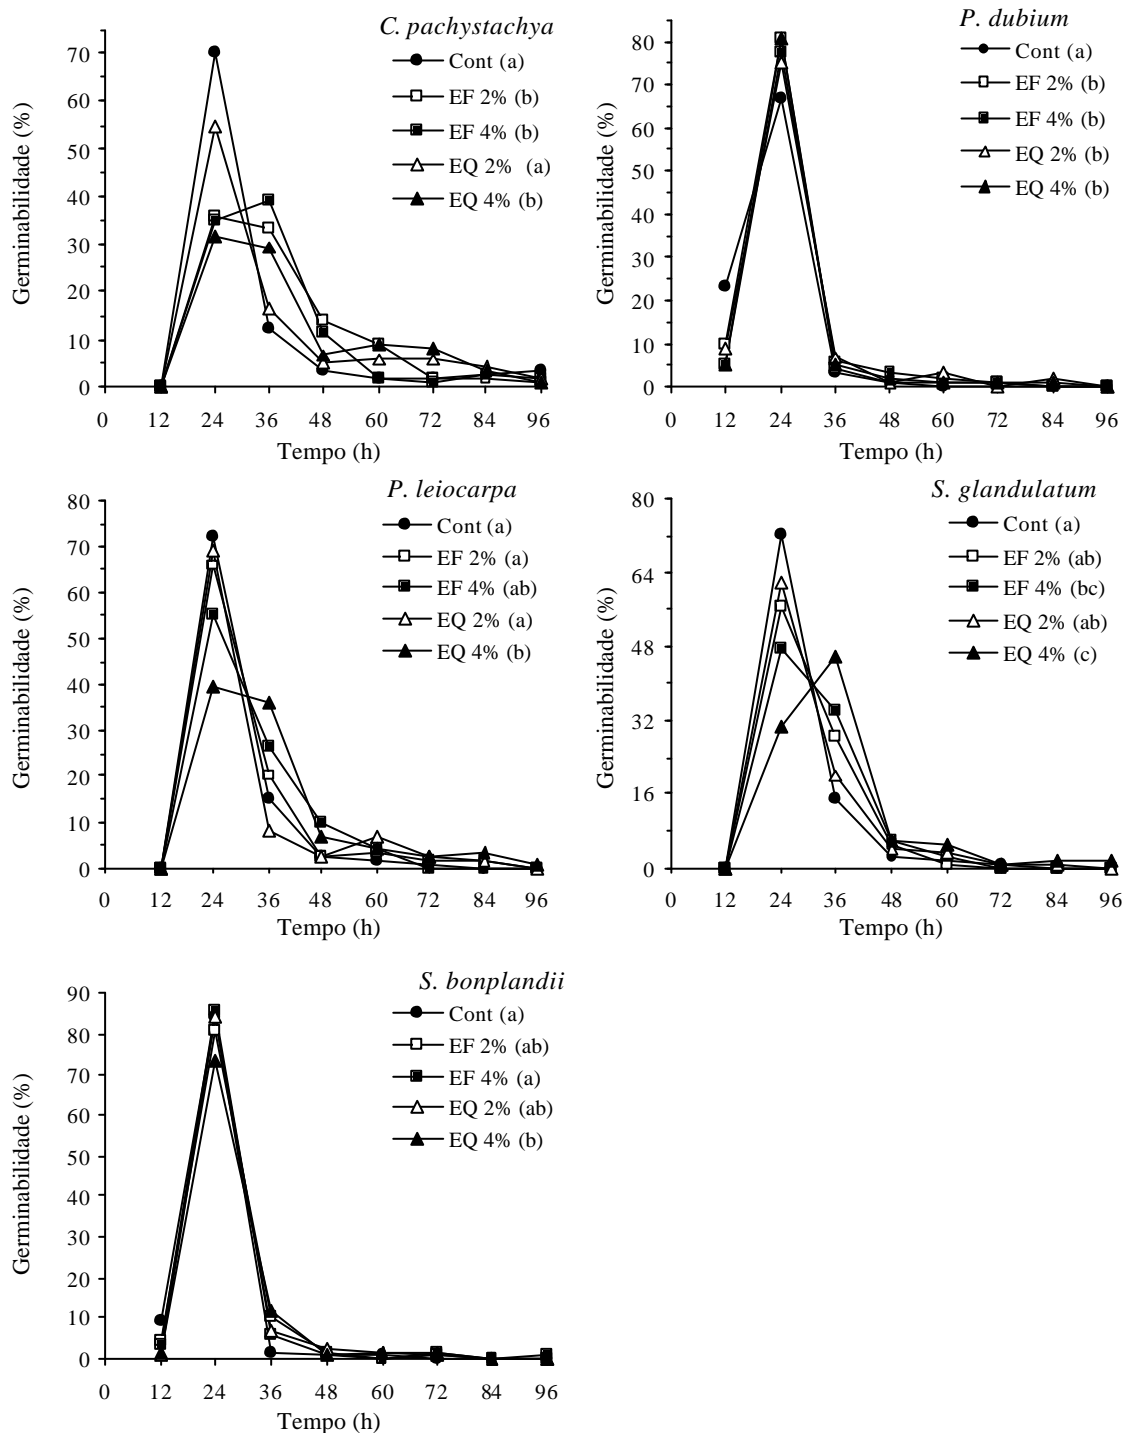 C. pachystachya
Cont (a)
EF 2% (b)
EF 4% (b)
EQ 2% (a)
EQ 4% (b)
Germinabilidade (%)
70
60
50
40
30
20
10
0
0 12 24 36 48 60 72 84 96
Tempo (h)
P. dubium
Cont (a)
EF 2% (b)
EF 4% (b)
EQ 2% (b)
EQ 4% (b)
Germinabilidade (%)
80
70
60
50
40
30
20
10
0
0 12 24 36 48 60 72 84 96
Tempo (h)
P. leiocarpa
Cont (a)
EF 2% (a)
EF 4% (ab)
EQ 2% (a)
EQ 4% (b)
Germinabilidade (%)
80
70
60
50
40
30
20
10
0
0 12 24 36 48 60 72 84 96
Tempo (h)
S. glandulatum
Cont (a)
EF 2% (ab)
EF 4% (bc)
EQ 2% (ab)
EQ 4% (c)
Germinabilidade (%)
80
64
48
32
16
0
0 12 24 36 48 60 72 84 96
Tempo (h)
S. bonplandii
Cont (a)
EF 2% (ab)
EF 4% (a)
EQ 2% (ab)
EQ 4% (b)
Germinabilidade (%)
90
80
70
60
50
40
30
20
10
0
0 12 24 36 48 60 72 84 96
Tempo (h)